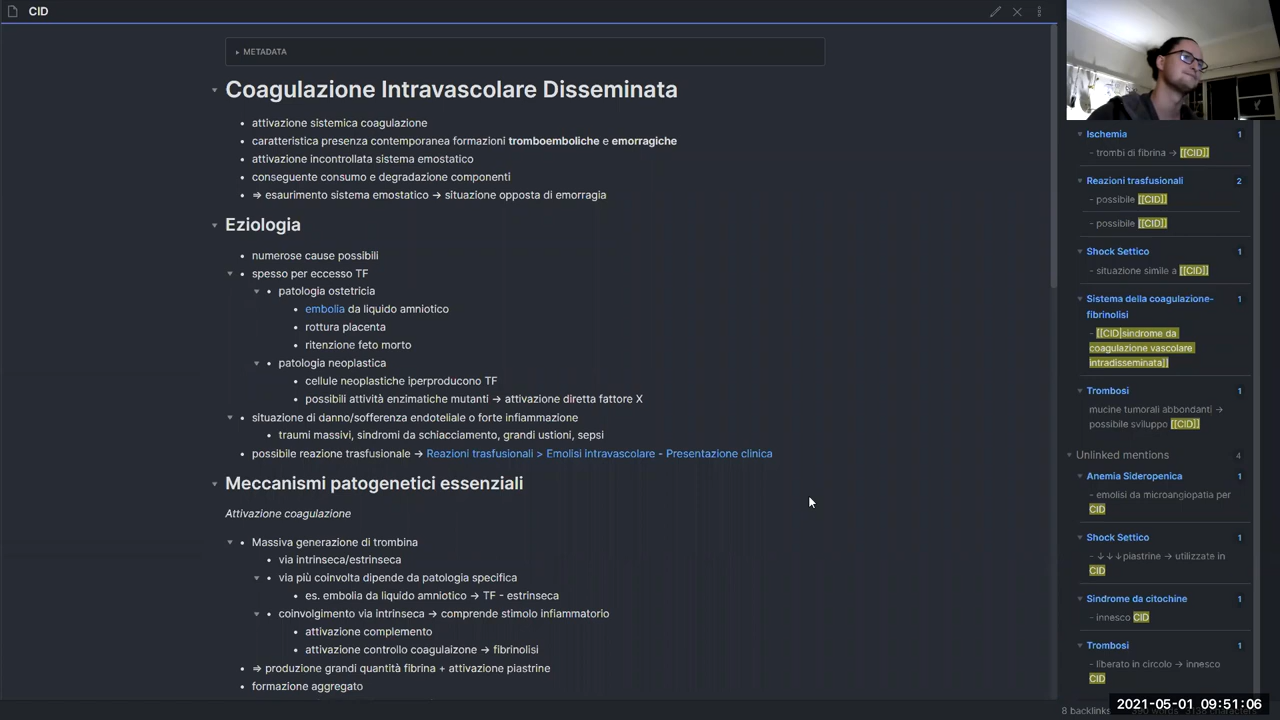 CID
METADATA
Coagulazione Intravascolare Disseminata
attivazione sistemica coagulazione
caratteristica presenza contemporanea formazioni tromboemboliche e emorragiche
attivazione incontrollata sistema emostatico
conseguente consumo e degradazione componenti
⇒ esaurimento sistema emostatico → situazione opposta di emorragia
Eziologia
numerose cause possibili
spesso per eccesso TF
patologia ostetricia
embolia da liquido amniotico
rottura placenta
ritenzione feto morto
patologia neoplastica
cellule neoplastiche iperproducono TF
possibili attività enzimatiche mutanti → attivazione diretta fattore X
situazione di danno/sofferenza endoteliale o forte infiammazione
traumi massivi, sindromi da schiacciamento, grandi ustioni, sepsi
possibile reazione trasfusionale → Reazioni trasfusionali > Emolisi intravascolare - Presentazione clinica
Meccanismi patogenetici essenziali
Attivazione coagulazione
Massiva generazione di trombina
via intrinseca/estrinseca
via più coinvolta dipende da patologia specifica
es. embolia da liquido amniotico → TF - estrinseca
coinvolgimento via intrinseca → comprende stimolo infiammatorio
attivazione complemento
attivazione controllo coagulaizone → fibrinolisi
⇒ produzione grandi quantità fibrina + attivazione piastrine
formazione aggregato
Ischemia 1
- trombi di fibrina → [[CID]]
Reazioni trasfusionali 2
- possibile [[CID]]
- possibile [[CID]]
Shock Settico 1
- situazione simile a [[CID]]
Sistema della coagulazione- 1
fibrinolisi
- [[CID|sindrome da
coagulazione vascolare
intradisseminata]]
Trombosi 1
mucine tumorali abbondanti →
possibile sviluppo [[CID]]
Unlinked mentions 4
Anemia Sideropenica 1
- emolisi da microangiopatia per
CID
Shock Settico 1
- ↓↓↓piastrine → utilizzate in
CID
Sindrome da citochine 1
- innesco CID
Trombosi 1
- liberato in circolo → innesco
CID
8 backlinks
2021-05-01 09:51:06